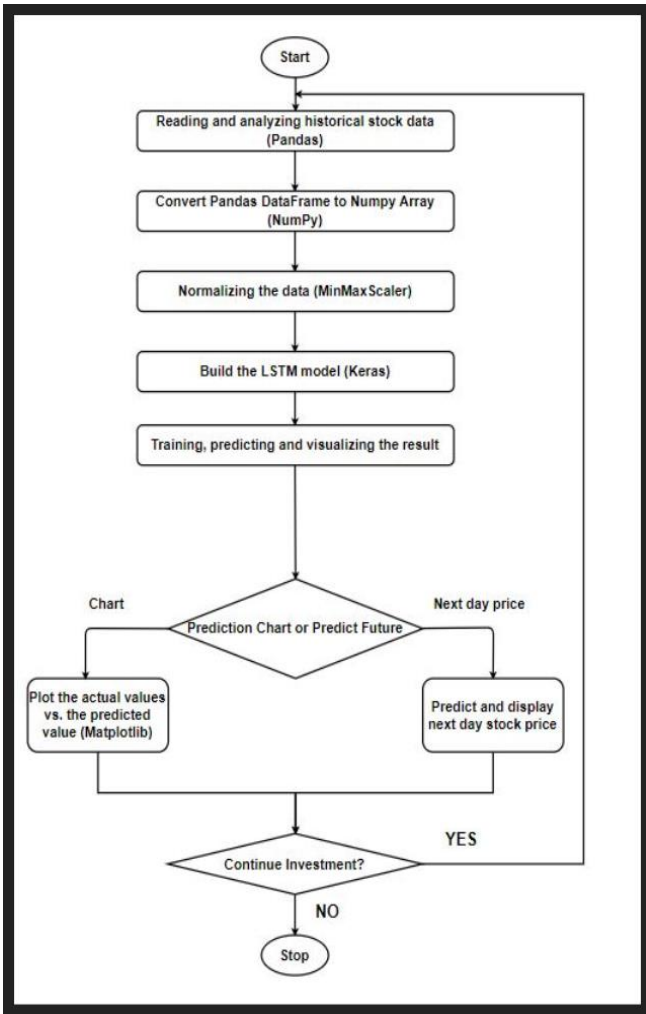 Start
Reading and analyzing historical stock data
(Pandas)
Convert Pandas DataFrame to Numpy Array
(NumPy)
Normalizing the data (MinMaxScaler)
Build the LSTM model (Keras)
Training, predicting and visualizing the result
Chart
Next day price
Prediction Chart or Predict Future
Plot the actual values
vs. the predicted
value (Matplotlib)
Predict and display
next day stock price
YES
Continue Investment?
NO
Stop